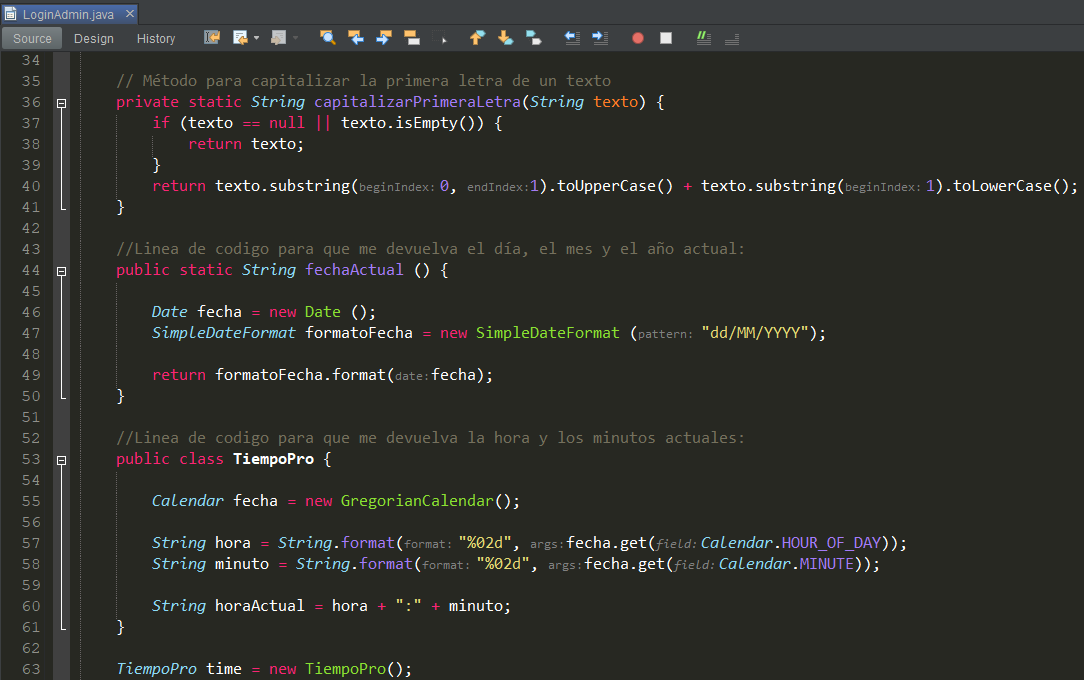 LoginAdmin.java ×
Source Design History
34
35 // Método para capitalizar la primera letra de un texto
36 private static String capitalizarPrimeraLetra(String texto) {
37 if (texto == null || texto.isEmpty()) {
38 return texto;
39 }
40 return texto.substring(beginIndex: 0, endIndex:1).toUpperCase() + texto.substring(beginIndex: 1).toLowerCase();
41 }
42
43 //Linea de codigo para que me devuelva el día, el mes y el año actual:
44 public static String fechaActual () {
45
46 Date fecha = new Date ();
47 SimpleDateFormat formatoFecha = new SimpleDateFormat (pattern: "dd/MM/YYYY");
48
49 return formatoFecha.format(date:fecha);
50 }
51
52 //Linea de codigo para que me devuelva la hora y los minutos actuales:
53 public class TiempoPro {
54
55 Calendar fecha = new GregorianCalendar();
56
57 String hora = String.format(format: "%02d", args:fecha.get(field:Calendar.HOUR_OF_DAY));
58 String minuto = String.format(format: "%02d", args:fecha.get(field:Calendar.MINUTE));
59
60 String horaActual = hora + ":" + minuto;
61 }
62
63 TiempoPro time = new TiempoPro();